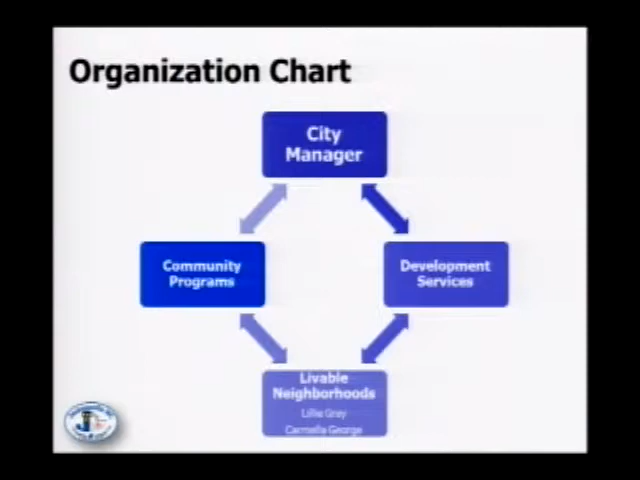 Organization Chart
City
Manager
Community
Programs
Development
Services
Livable
Neighborhoods
Lillie Gray
Carmella George